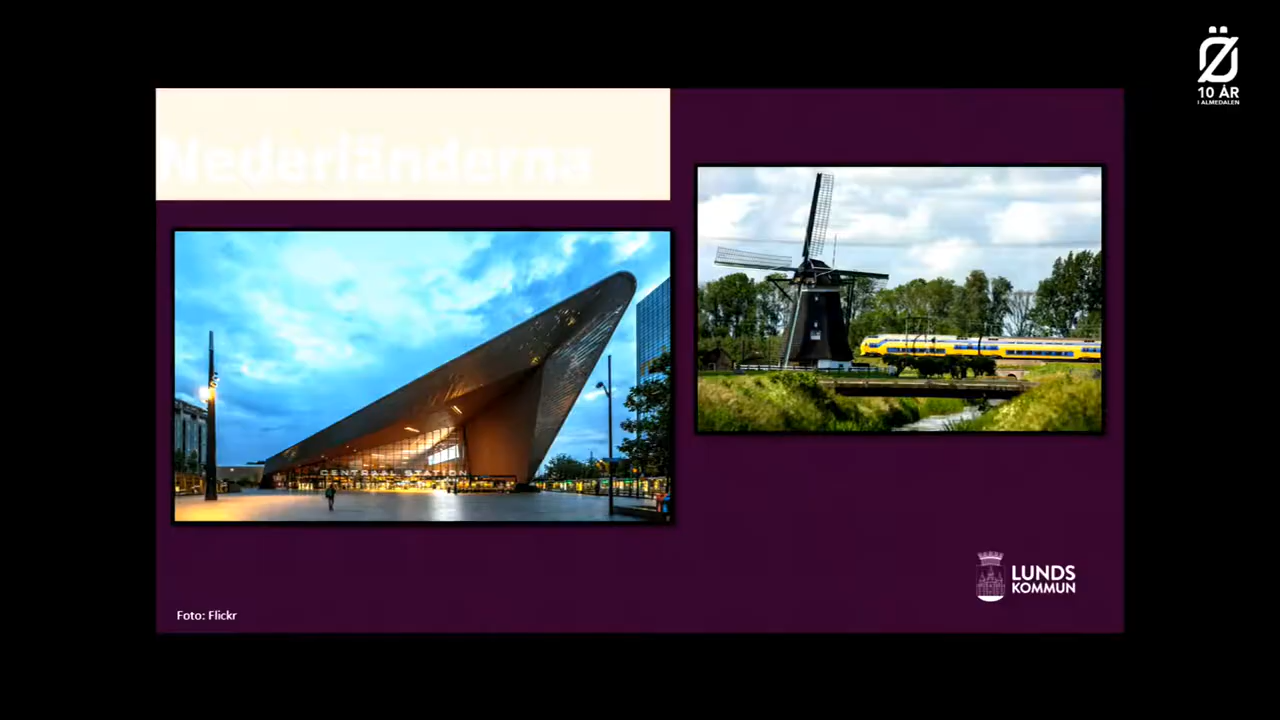 10 ÅR
I ALMEDALEN
Nederländerna
CENTRAAL STATION
LUNDS
KOMMUN
Foto: Flickr